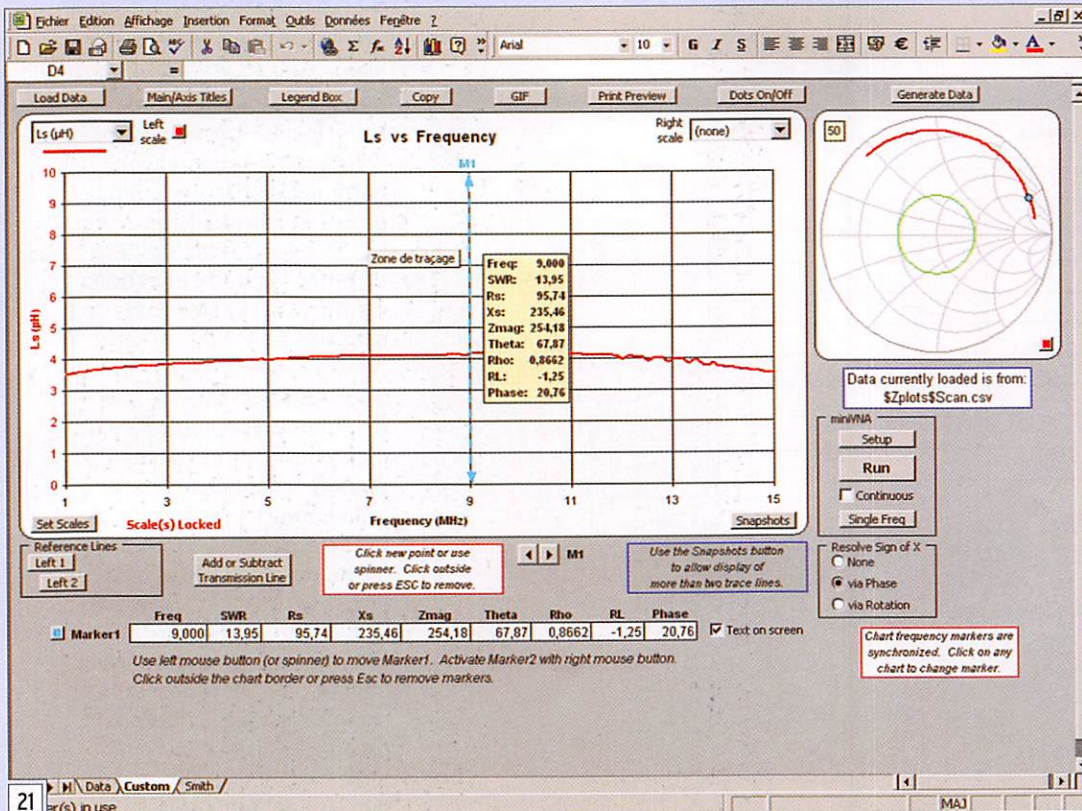 Fichier Edition Affichage Insertion Format Outils Données Fenêtre ?
Arial 10 G I S €
D4 =
Load Data Main/Axis Titles Legend Box Copy GIF Print Preview Dots On/Off Generate Data
Ls (µH) Left scale Ls vs Frequency Right scale (none)
50
M1
10
9
8
7
6
5
4
3
2
1
0
Ls (µH)
Zone de traçage
Freq: 9,000
SWR: 13,95
Rs: 95,74
Xs: 235,46
Zmag: 254,18
Theta: 67,87
Rho: 0,8662
RL: -1,25
Phase: 20,76
1 3 5 7 9 11 13 15
Set Scales Scale(s) Locked Frequency (MHz) Snapshots
Data currently loaded is from:
$Zplots$Scan.csv
miniVNA
Setup
Run
Continuous
Single Freq
Reference Lines
Left 1
Left 2
Add or Subtract
Transmission Line
Click new point or use
spinner. Click outside
or press ESC to remove.
M1
Use the Snapshots button
to allow display of
more than two trace lines.
Resolve Sign of X
None
via Phase
via Rotation
Freq SWR Rs Xs Zmag Theta Rho RL Phase
Marker1 9,000 13,95 95,74 235,46 254,18 67,87 0,8662 -1,25 20,76 Text on screen
Use left mouse button (or spinner) to move Marker1. Activate Marker2 with right mouse button.
Click outside the chart border or press Esc to remove markers.
Chart frequency markers are
synchronized. Click on any
chart to change marker.
Data Custom Smith
21
er(s) in use
MAJ